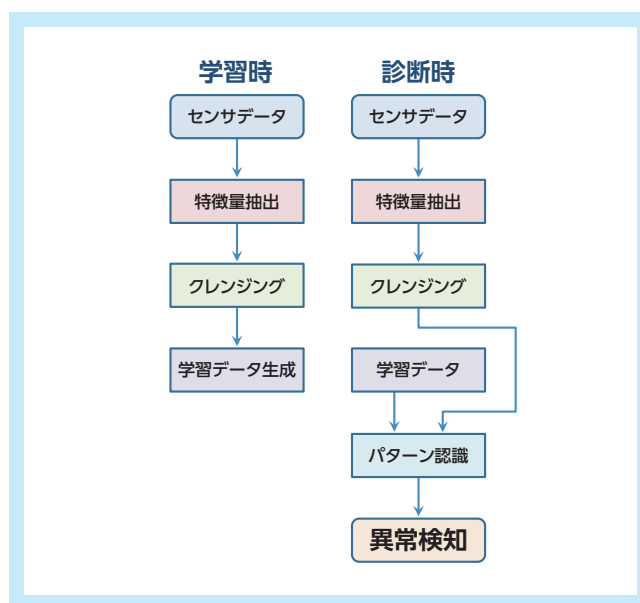 学習時
センサデータ
特徴量抽出
クレンジング
学習データ生成
診断時
センサデータ
特徴量抽出
クレンジング
学習データ
パターン認識
異常検知